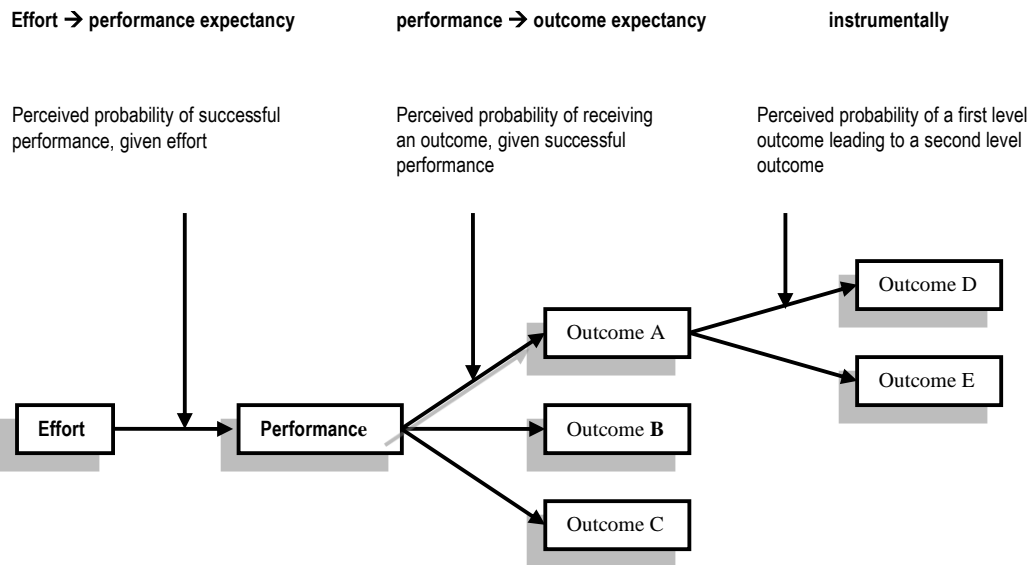 Effort → performance expectancy
performance → outcome expectancy
instrumentally
Perceived probability of successful
performance, given effort
Perceived probability of receiving
an outcome, given successful
performance
Perceived probability of a first level
outcome leading to a second level
outcome
Outcome D
Outcome A
Outcome E
Effort
Performance
Outcome B
Outcome C